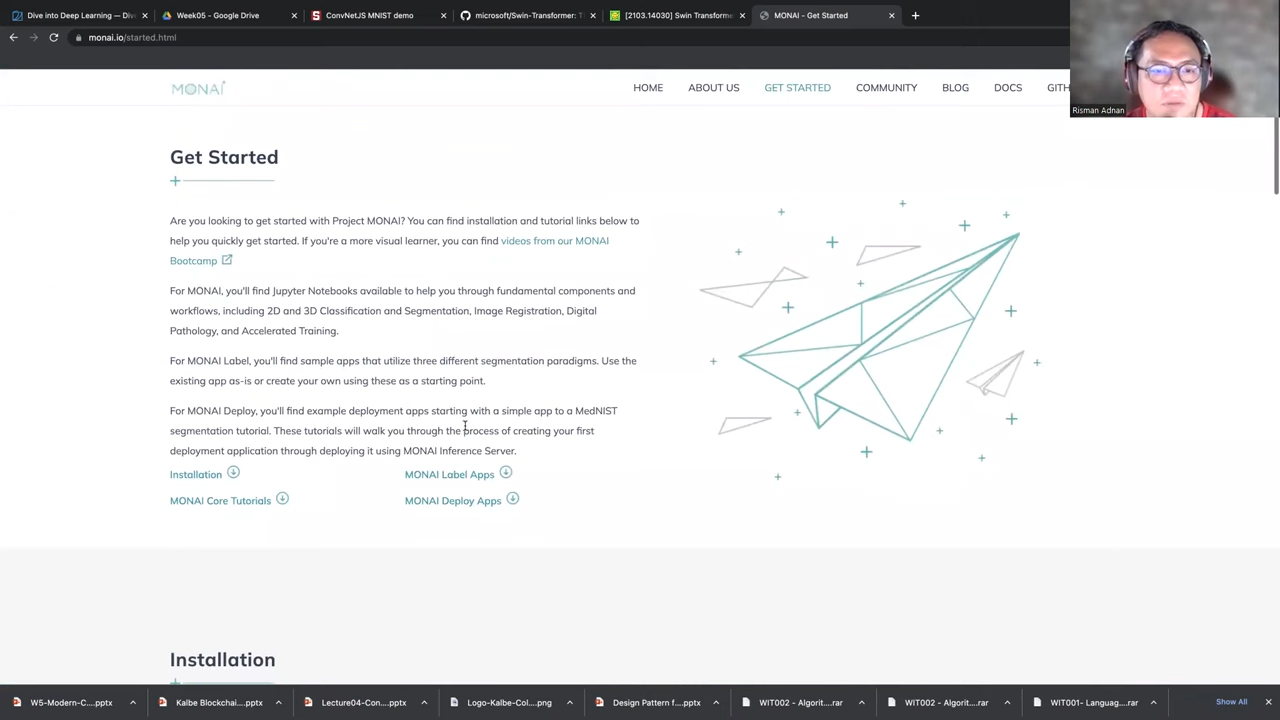 Dive into Deep Learning — Div
Week05 - Google Drive
ConvNetJS MNIST demo
microsoft/Swin-Transformer: T
[2103.14030] Swin Transforme
MONAI - Get Started
monai.io/started.html
MONAI
HOME
ABOUT US
GET STARTED
COMMUNITY
BLOG
DOCS
GITH
Risman Adnan
Get Started
Are you looking to get started with Project MONAI? You can find installation and tutorial links below to
help you quickly get started. If you're a more visual learner, you can find videos from our MONAI
Bootcamp
For MONAI, you'll find Jupyter Notebooks available to help you through fundamental components and
workflows, including 2D and 3D Classification and Segmentation, Image Registration, Digital
Pathology, and Accelerated Training.
For MONAI Label, you'll find sample apps that utilize three different segmentation paradigms. Use the
existing app as-is or create your own using these as a starting point.
For MONAI Deploy, you'll find example deployment apps starting with a simple app to a MedNIST
segmentation tutorial. These tutorials will walk you through the process of creating your first
deployment application through deploying it using MONAI Inference Server.
Installation
MONAI Label Apps
MONAI Core Tutorials
MONAI Deploy Apps
Installation
W5-Modern-C....pptx
Kalbe Blockchai....pptx
Lecture04-Con....pptx
Logo-Kalbe-Col....png
Design Pattern f....pptx
WIT002 - Algorit....rar
WIT002 - Algorit....rar
WIT001- Languag....rar
Show All